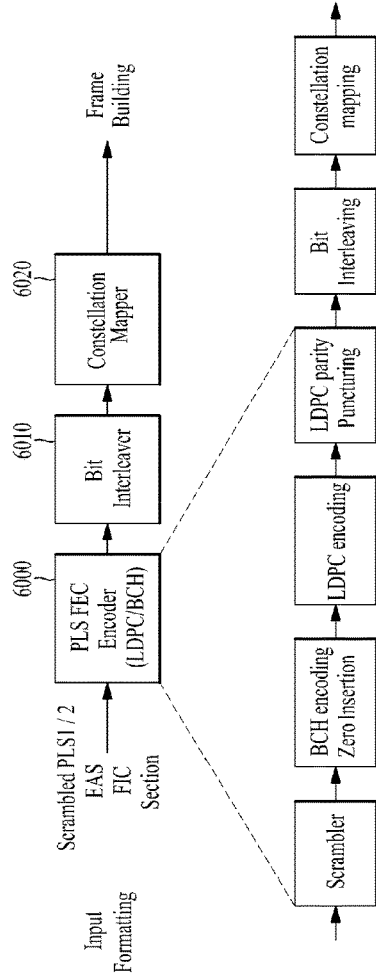 Input
Formatting
Scrambled PLS1 / 2
EAS
FIC
Section
6000
PLS FEC
Encoder
(LDPC/BCH)
6010
Bit
Interleaver
6020
Constellation
Mapper
Frame
Building
Scrambler
BCH encoding
Zero Insertion
LDPC encoding
LDPC parity
Puncturing
Bit
Interleaving
Constellation
mapping